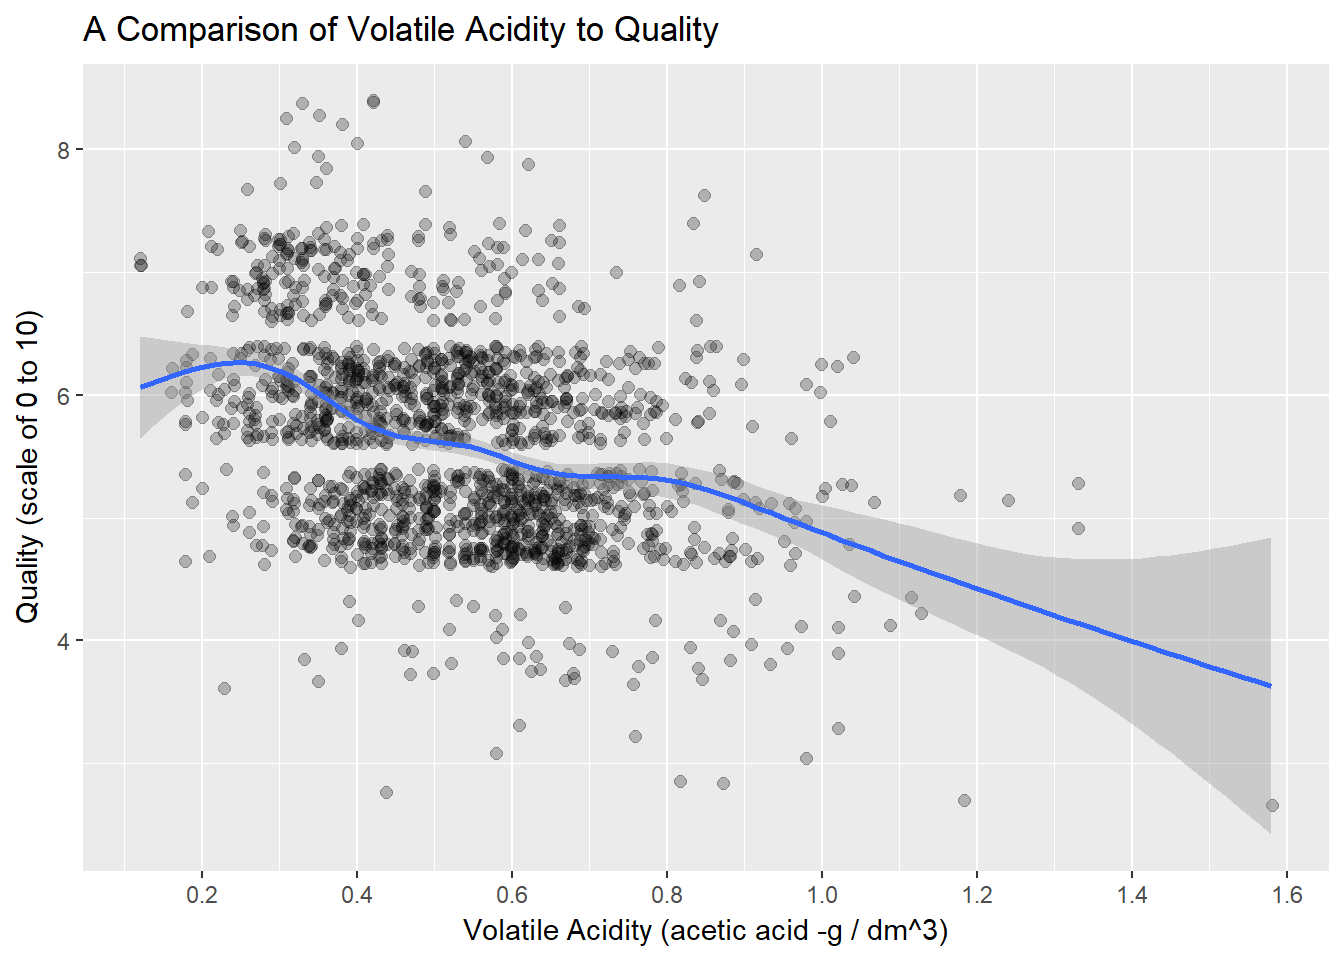 A Comparison of Volatile Acidity to Quality
Quality (scale of 0 to 10)
8
6
4
0.2 0.4 0.6 0.8 1.0 1.2 1.4 1.6
Volatile Acidity (acetic acid -g / dm^3)